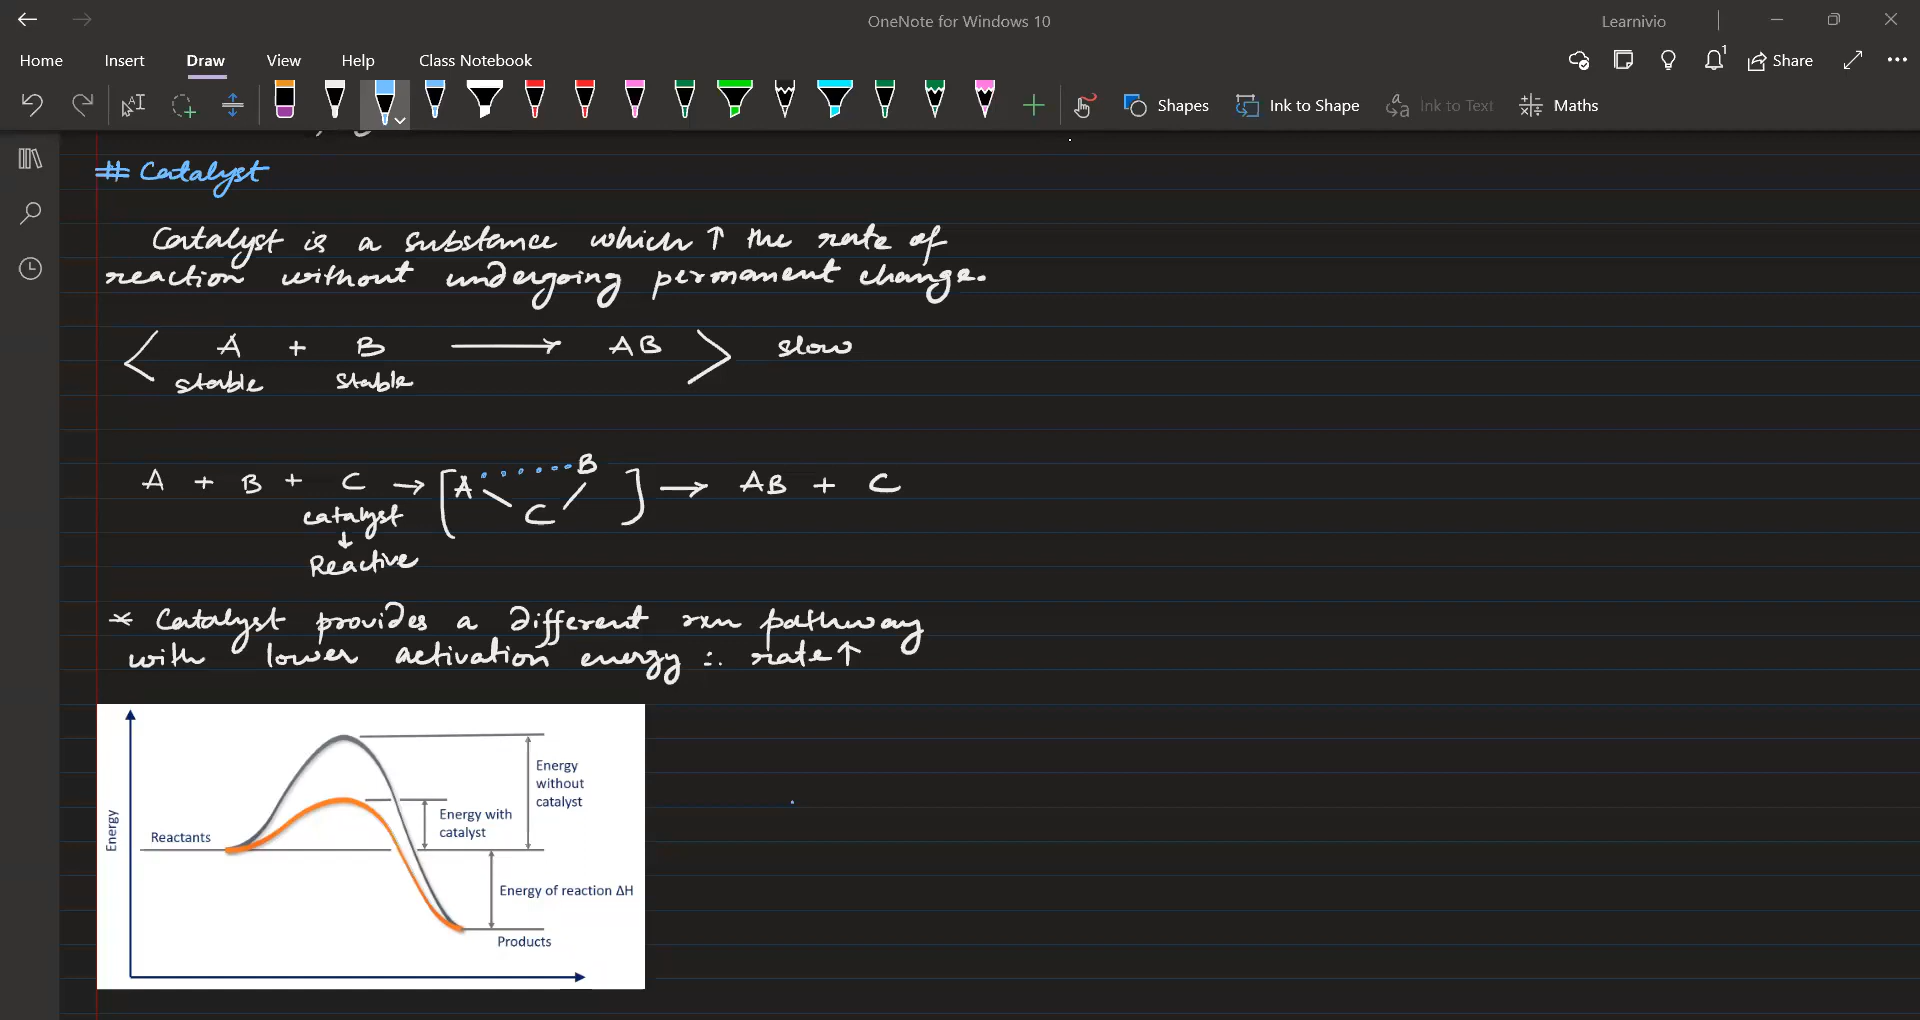 OneNote for Windows 10
Learnivio
Home Insert Draw View Help Class Notebook
1
Share
Shapes Ink to Shape Ink to Text Maths
# Catalyst
Catalyst is a substance which ↑ the rate of
reaction without undergoing permanent change.
< A + B ⟶ AB > slow
stable stable
A + B + C → [A ...... B C] → AB + C
catalyst
↓
Reactive
* Catalyst provides a different rxn pathway
with lower activation energy ∴ rate ↑
Energy without catalyst
Energy with catalyst
Energy
Reactants
Energy of reaction ΔH
Products